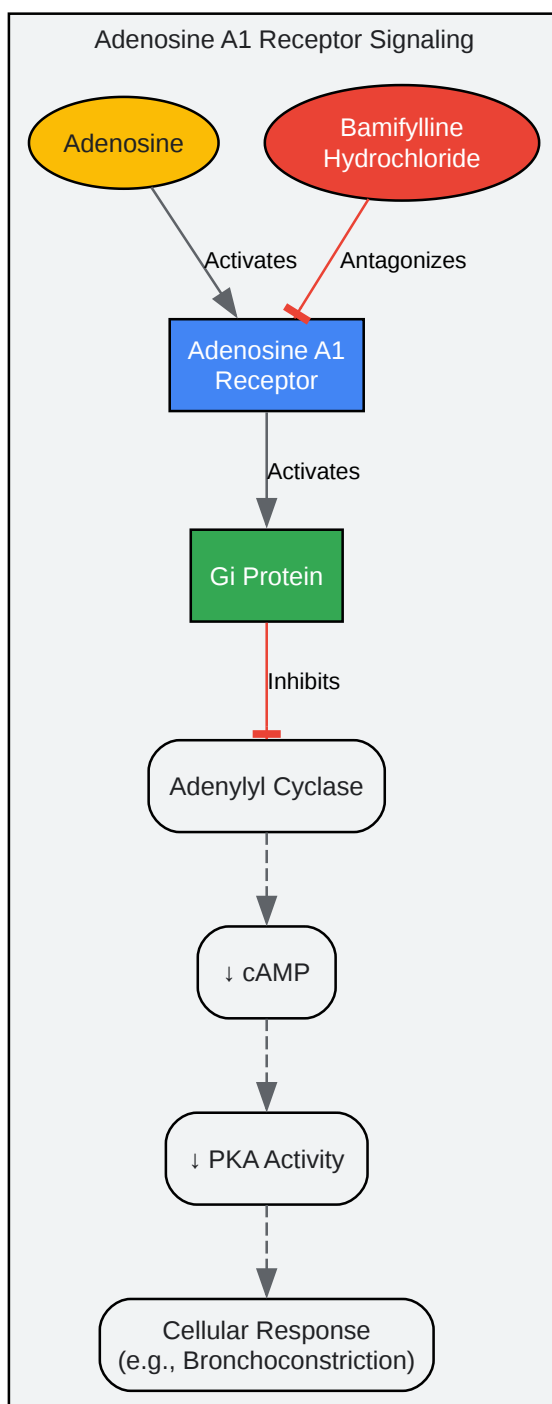 Adenosine A1 Receptor Signaling
Adenosine
Bamifylline
Hydrochloride
Activates
Antagonizes
Adenosine A1
Receptor
Activates
Gi Protein
Inhibits
Adenylyl Cyclase
↓ cAMP
↓ PKA Activity
Cellular Response
(e.g., Bronchoconstriction)